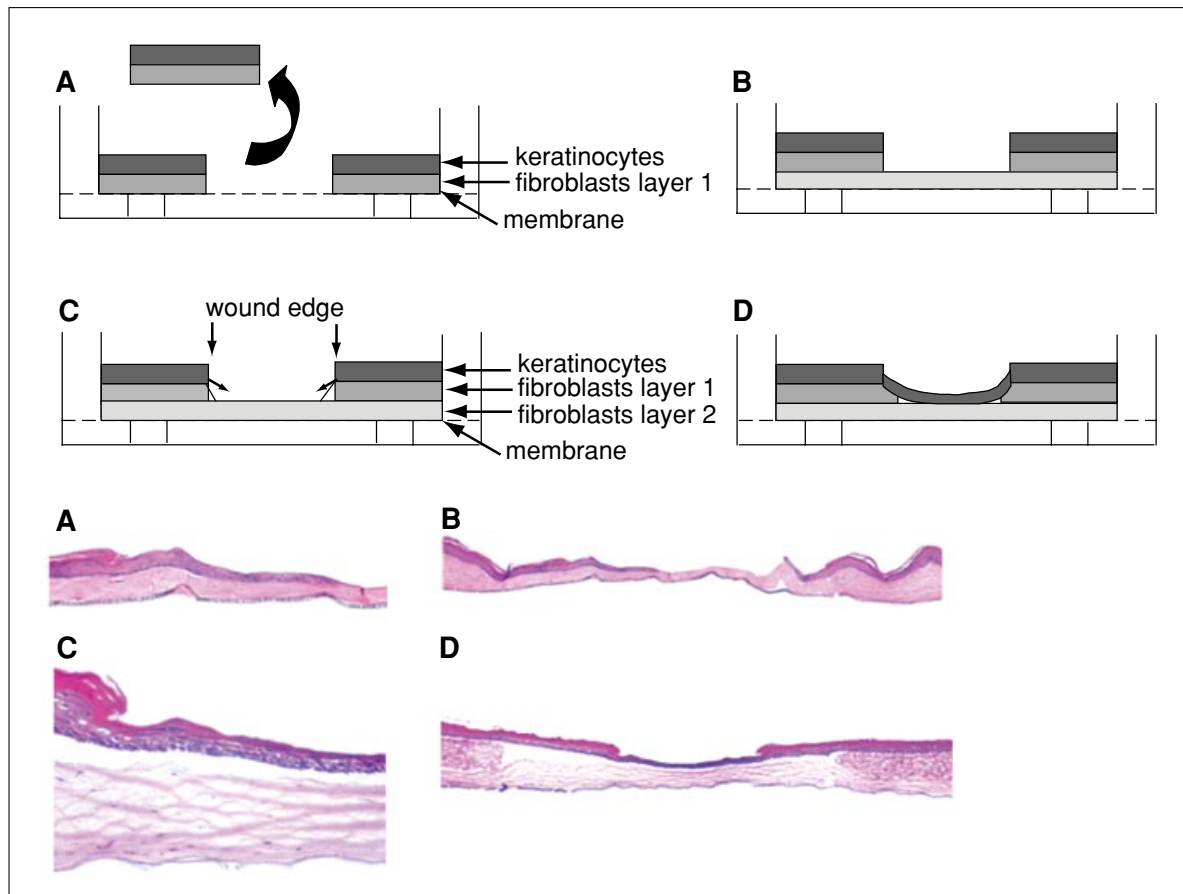 A
keratinocytes
fibroblasts layer 1
membrane
B
C
wound edge
keratinocytes
fibroblasts layer 1
fibroblasts layer 2
membrane
D
A
B
C
D